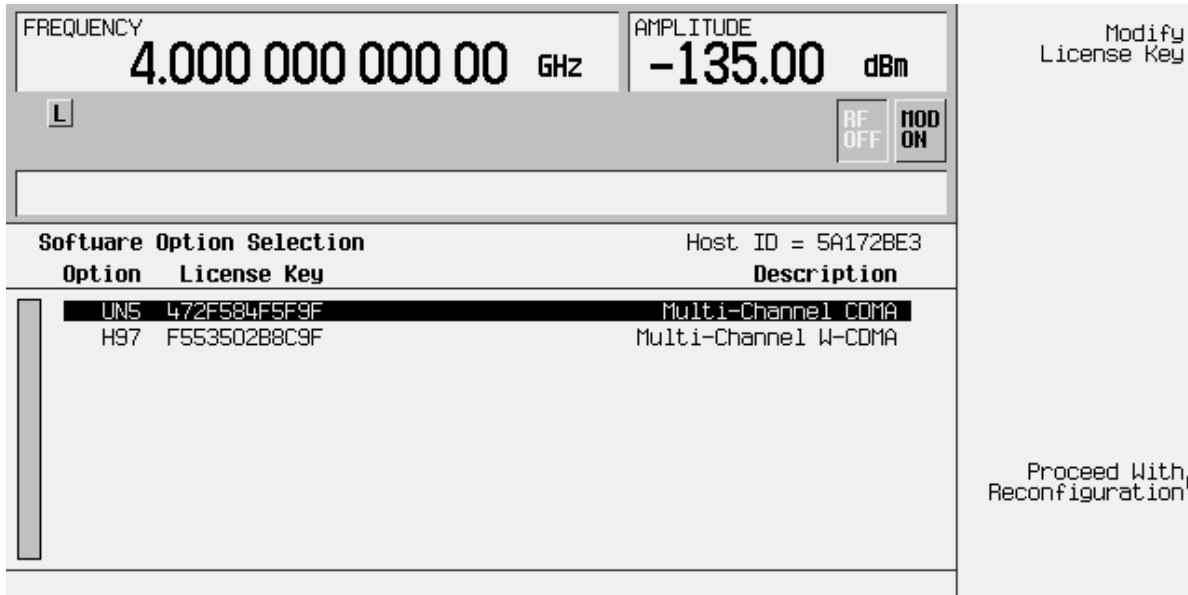 FREQUENCY
4.000 000 000 00 GHz
AMPLITUDE
-135.00 dBm
Modify
License Key
L
RF
OFF
MOD
ON
Software Option Selection
Host ID = 5A172BE3
Option License Key Description
UN5 472F584F5F9F Multi-Channel CDMA
H97 F553502B8C9F Multi-Channel W-CDMA
Proceed With
Reconfiguration